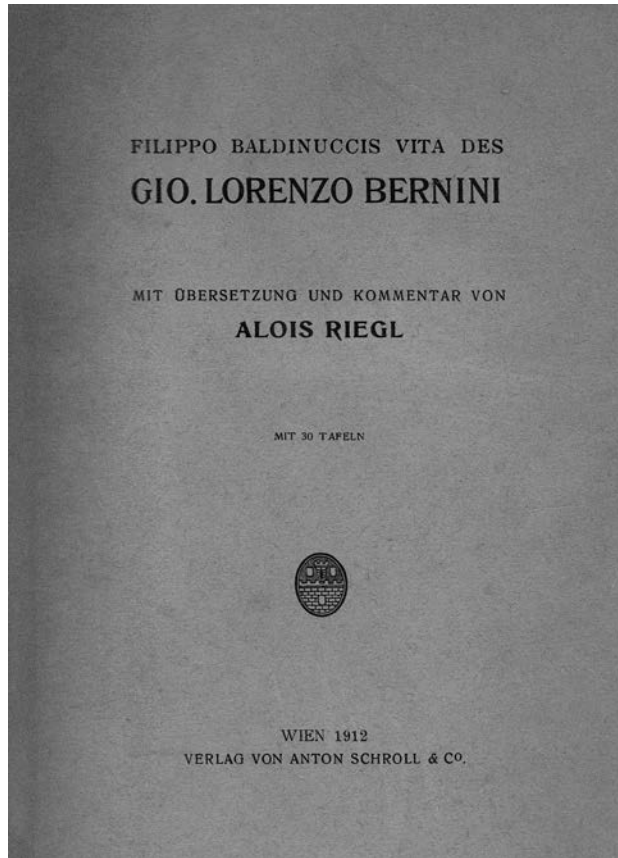 FILIPPO BALDINUCCIS VITA DES
GIO. LORENZO BERNINI
MIT ÜBERSETZUNG UND KOMMENTAR VON
ALOIS RIEGL
MIT 30 TAFELN
WIEN 1912
VERLAG VON ANTON SCHROLL & Cº.